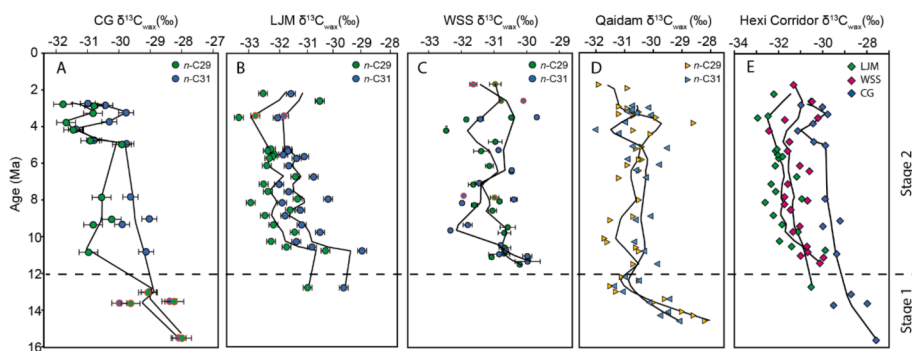 CG δ¹³Cwax(‰)
-32 -31 -30 -29 -28 -27
LJM δ¹³Cwax(‰)
-33 -32 -31 -30 -29 -28
WSS δ¹³Cwax(‰)
-33 -32 -31 -30 -29
Qaidam δ¹³Cwax(‰)
-32 -31 -30 -29 -28
Hexi Corridor δ¹³Cwax(‰)
-34 -32 -30 -28
A
n-C29
n-C31
B
n-C29
n-C31
C
n-C29
n-C31
D
n-C29
n-C31
E
LJM
WSS
CG
Age (Ma)
0
2
4
6
8
10
12
14
16
Stage 2
Stage 1